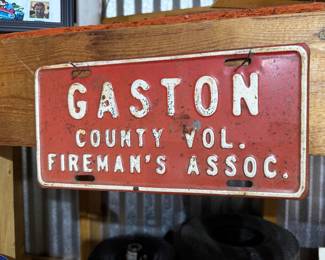 GASTON
COUNTY VOL.
FIREMAN'S ASSOC.